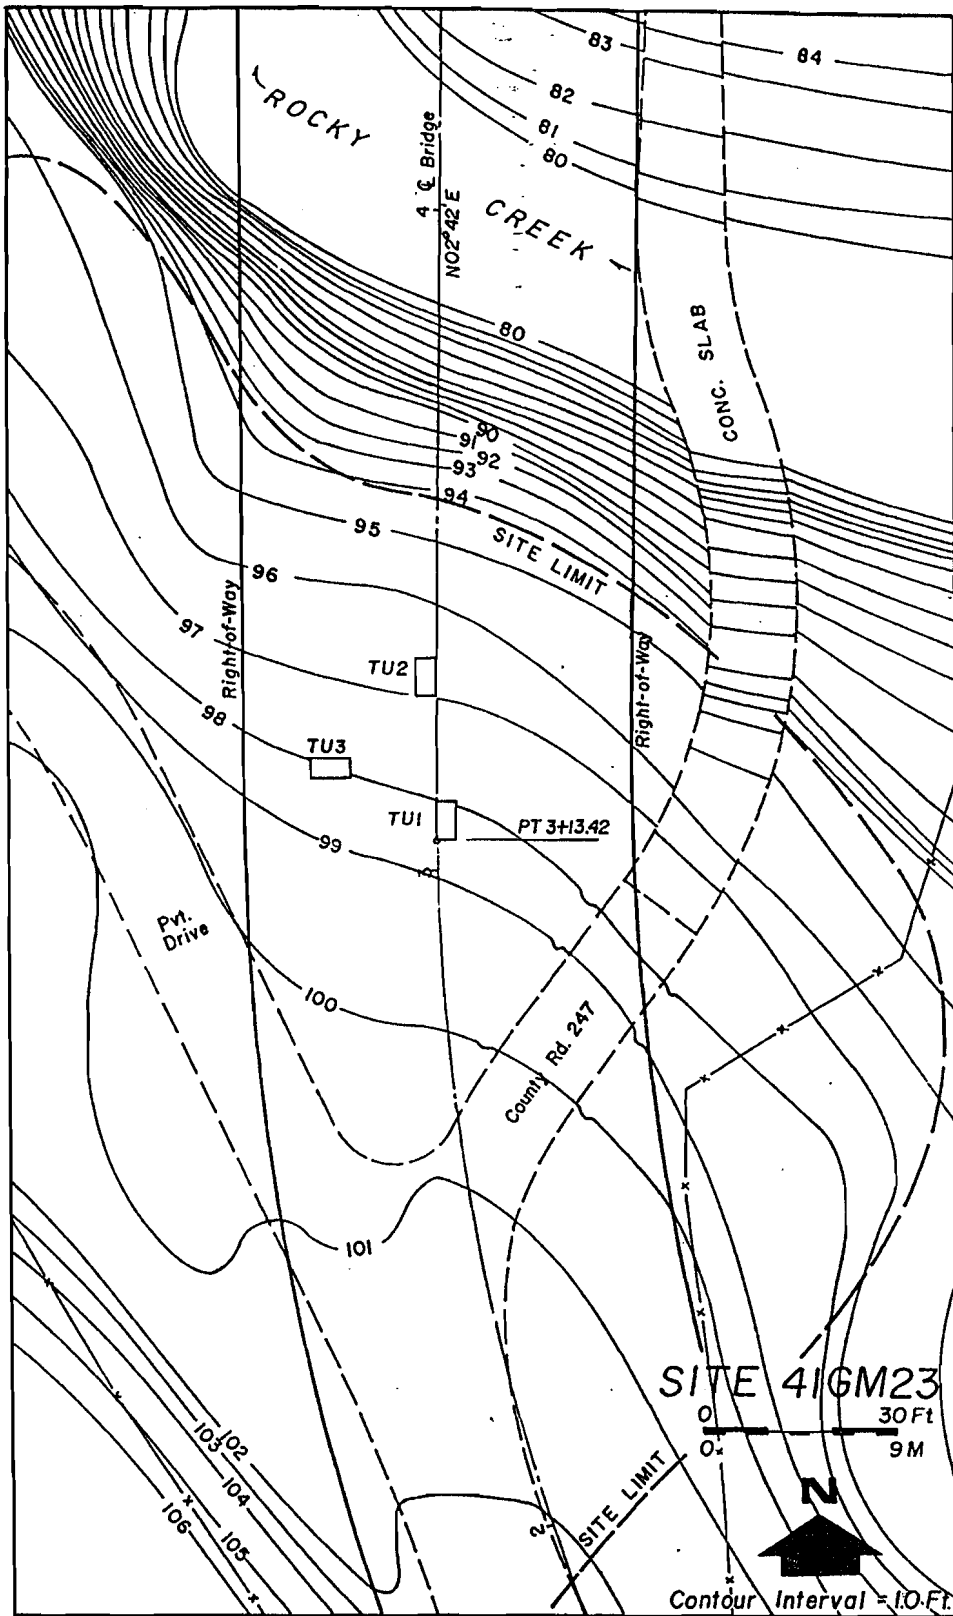 83
84
82
81
80
ROCKY
CREEK
4 ℄ Bridge
N02°42'E
80
CONC. SLAB
90
91
92
93
94
95
SITE LIMIT
96
97
Right-of-Way
Right-of-Way
TU2
98
TU3
TU1
PT 3+13.42
99
3
Pvt.
Drive
100
County Rd. 247
101
SITE 41GM23
0 30 Ft
0 9 M
102
103
104
105
106
2
SITE LIMIT
N
Contour Interval = 1.0 Ft.